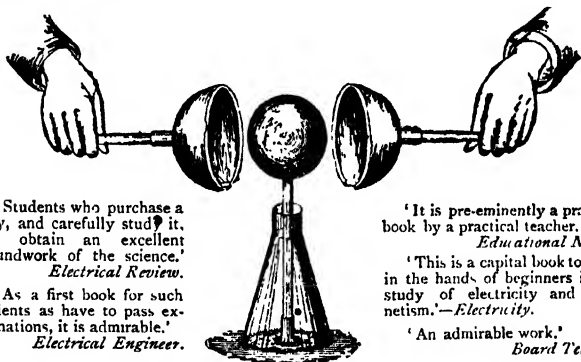 Students who purchase a
y, and carefully study it,
obtain an excellent
undwork of the science.'
Electrical Review.
As a first book for such
ents as have to pass ex-
nations, it is admirable.'
Electrical Engineer.
'It is pre-eminently a pra
book by a practical teacher.
Educational
'This is a capital book to
in the hands of beginners i
study of electricity and
netism.'—Electricity.
'An admirable work.'
Board Te